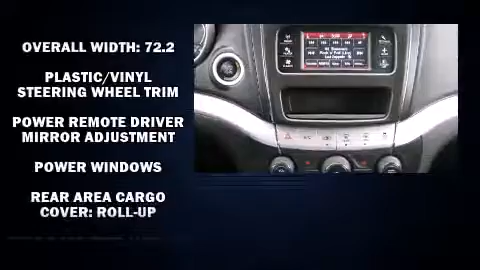 OVERALL WIDTH: 72.2
PLASTIC/VINYL
STEERING WHEEL TRIM
POWER REMOTE DRIVER
MIRROR ADJUSTMENT
POWER WINDOWS
REAR AREA CARGO
COVER: ROLL-UP